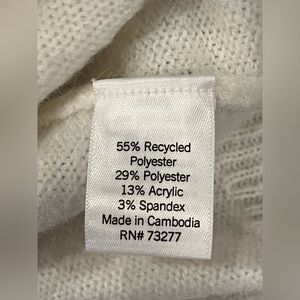 55% Recycled
Polyester
29% Polyester
13% Acrylic
3% Spandex
Made in Cambodia
RN# 73277